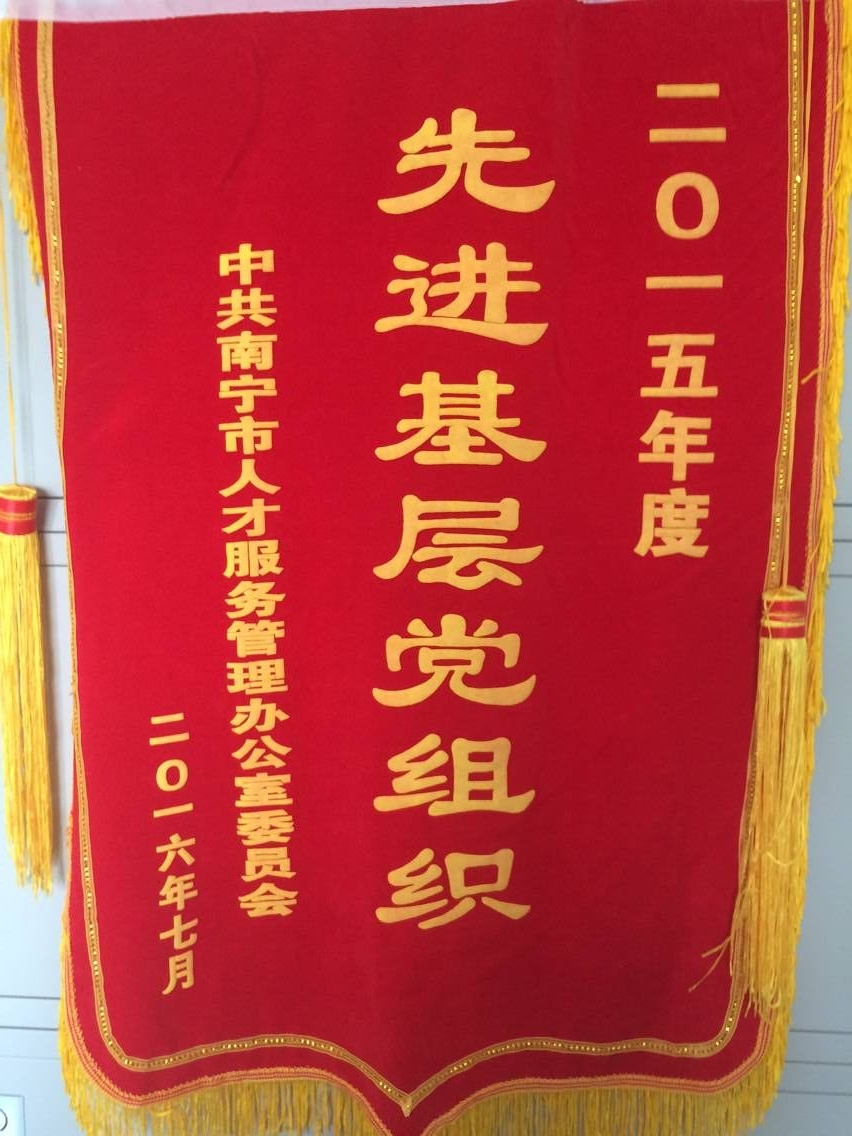 二〇一五年度
先进基层党组织
中共南宁市人才服务管理办公室委员会
二〇一六年七月